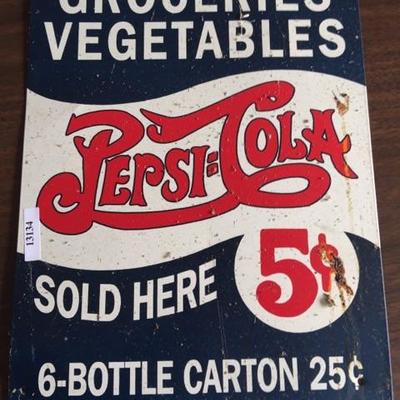 GROCERIES
VEGETABLES
PEPSI:COLA
13134
SOLD HERE
5¢
6-BOTTLE CARTON 25¢